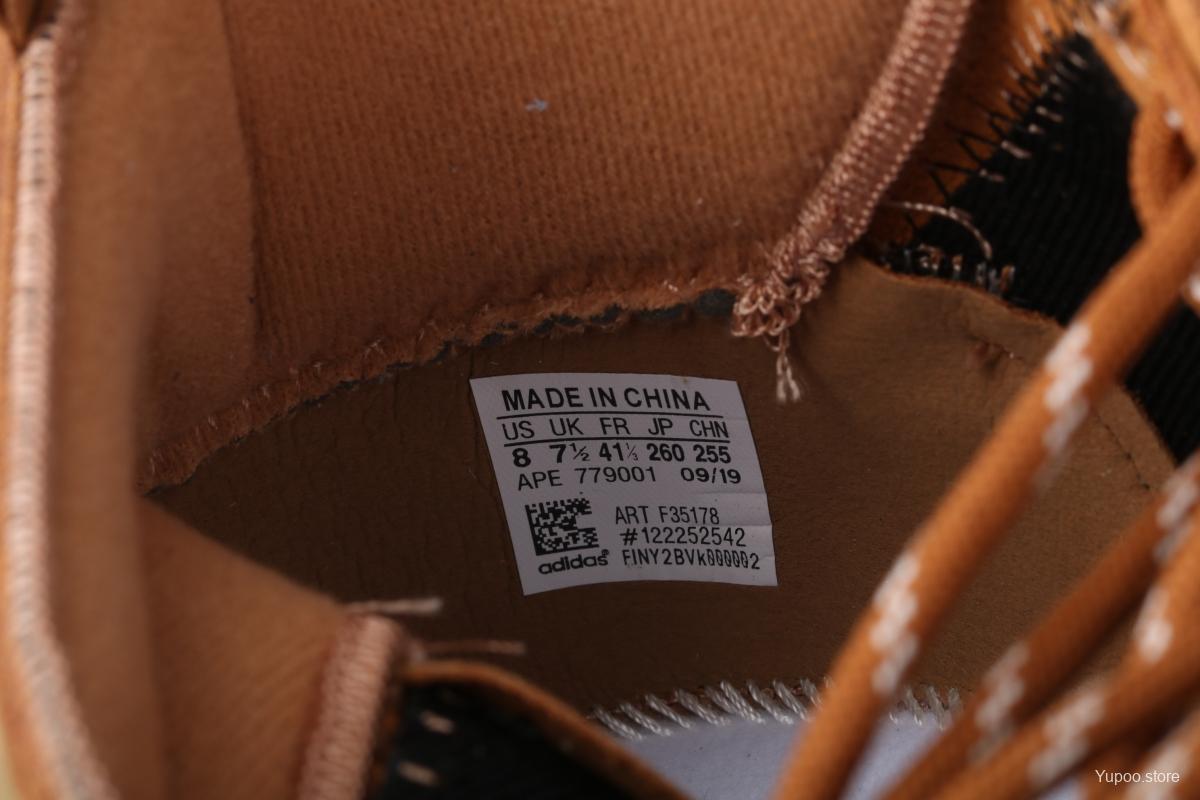 MADE IN CHINA
US UK FR JP CHN
8 7½ 41⅓ 260 255
APE 779001 09/19
ART F35178
#122252542
FINY2BVK000002
adidas®
Yupoo.store